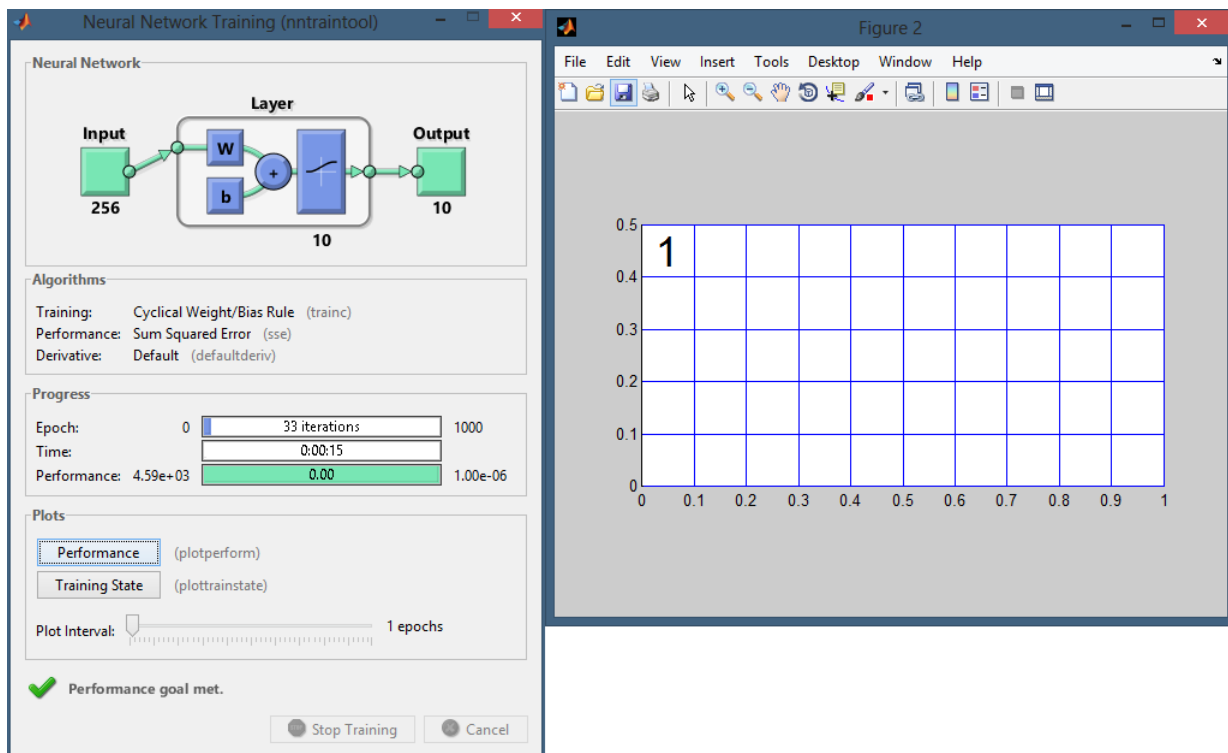 Neural Network Training (nntraintool)
Neural Network
Layer
Input
Output
W
b
+
256
10
10
Algorithms
Training: Cyclical Weight/Bias Rule (trainc)
Performance: Sum Squared Error (sse)
Derivative: Default (defaultderiv)
Progress
Epoch: 0 33 iterations 1000
Time: 0:00:15
Performance: 4.59e+03 0.00 1.00e-06
Plots
Performance (plotperform)
Training State (plottrainstate)
Plot Interval: 1 epochs
Performance goal met.
Stop Training Cancel
Figure 2
File Edit View Insert Tools Desktop Window Help
0.5
1
0.4
0.3
0.2
0.1
0
0 0.1 0.2 0.3 0.4 0.5 0.6 0.7 0.8 0.9 1